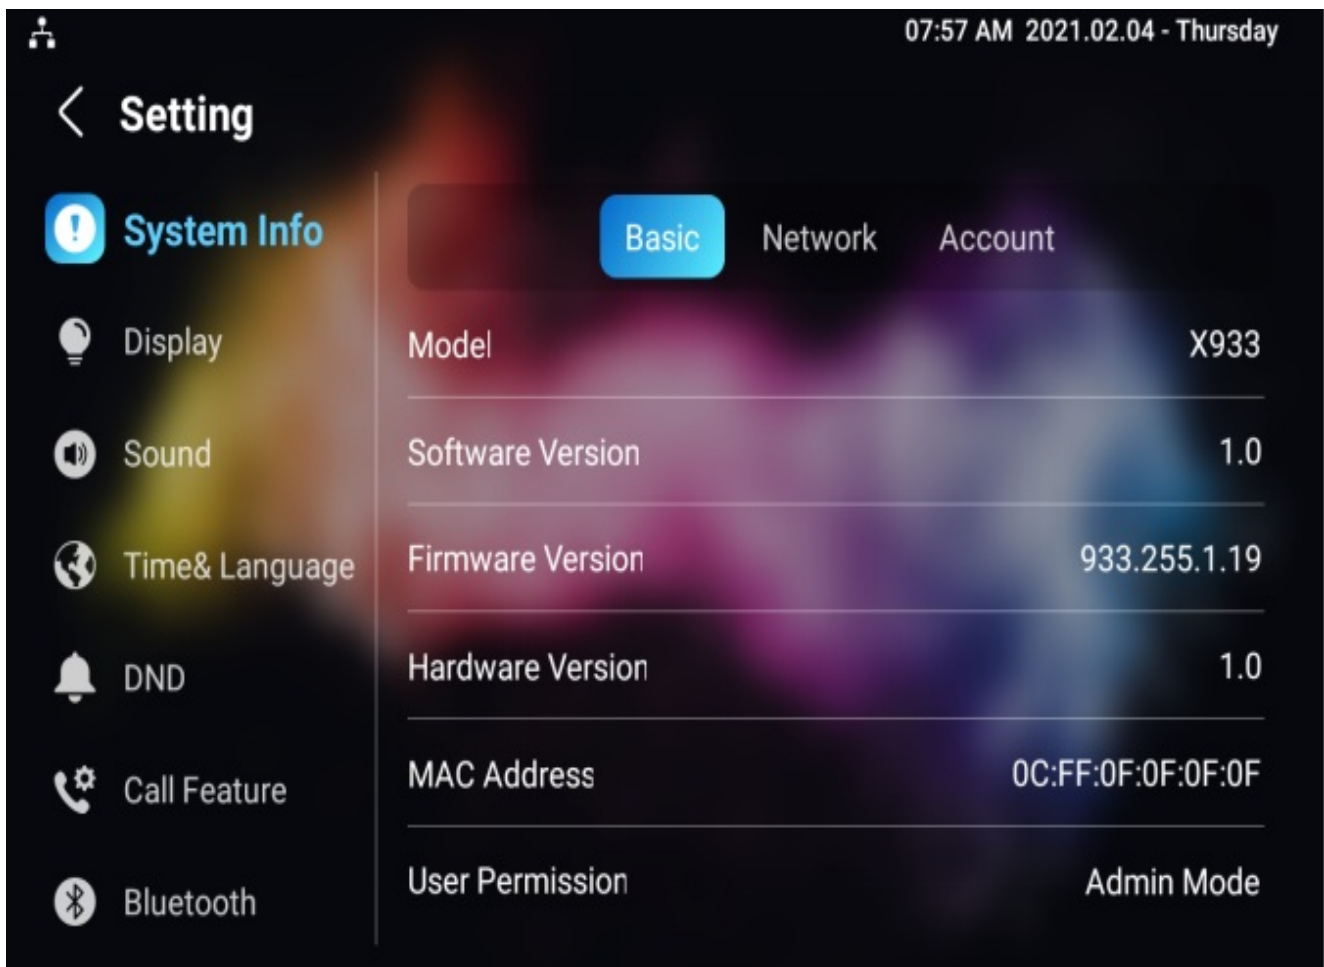 07:57 AM 2021.02.04 - Thursday
Setting
System Info
Display
Sound
Time& Language
DND
Call Feature
Bluetooth
Basic Network Account
Model X933
Software Version 1.0
Firmware Version 933.255.1.19
Hardware Version 1.0
MAC Address 0C:FF:0F:0F:0F:0F
User Permission Admin Mode